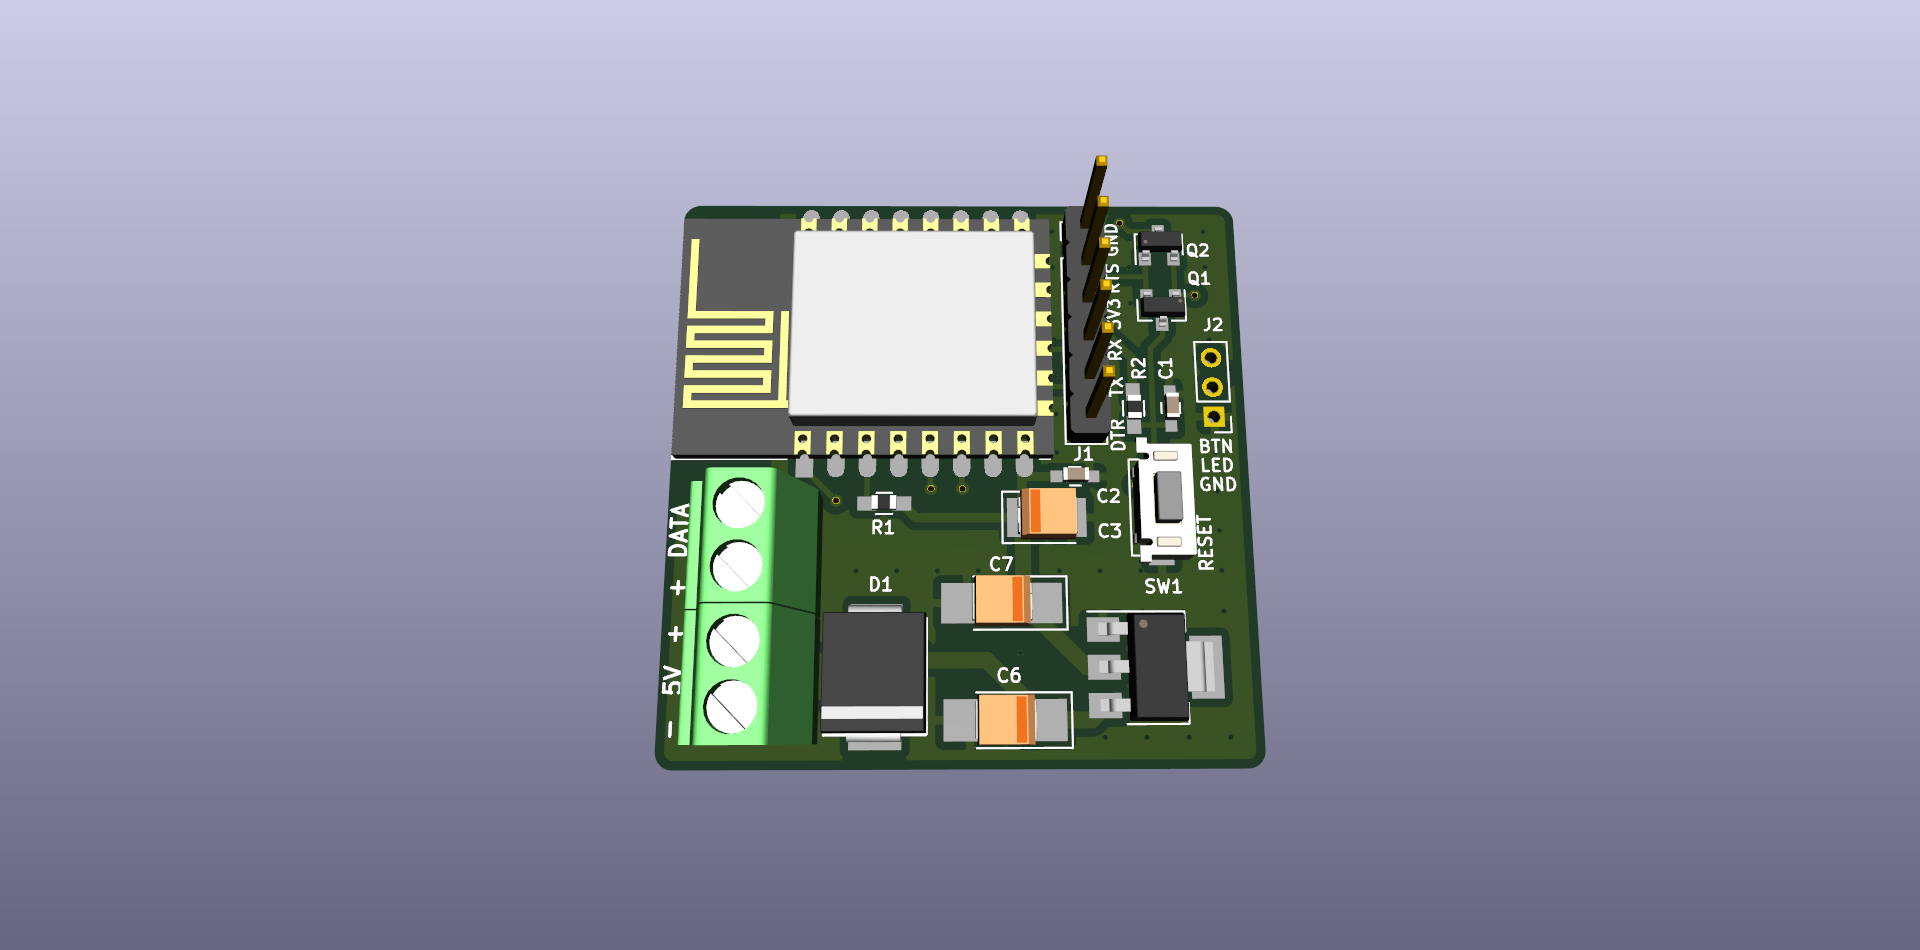 GND
RTS
3V3
RX
TX
DTR
J1
Q2
Q1
J2
R2
C1
BTN
LED
GND
C2
C3
RESET
SW1
R1
C7
D1
C6
DATA
+
+
5V
-